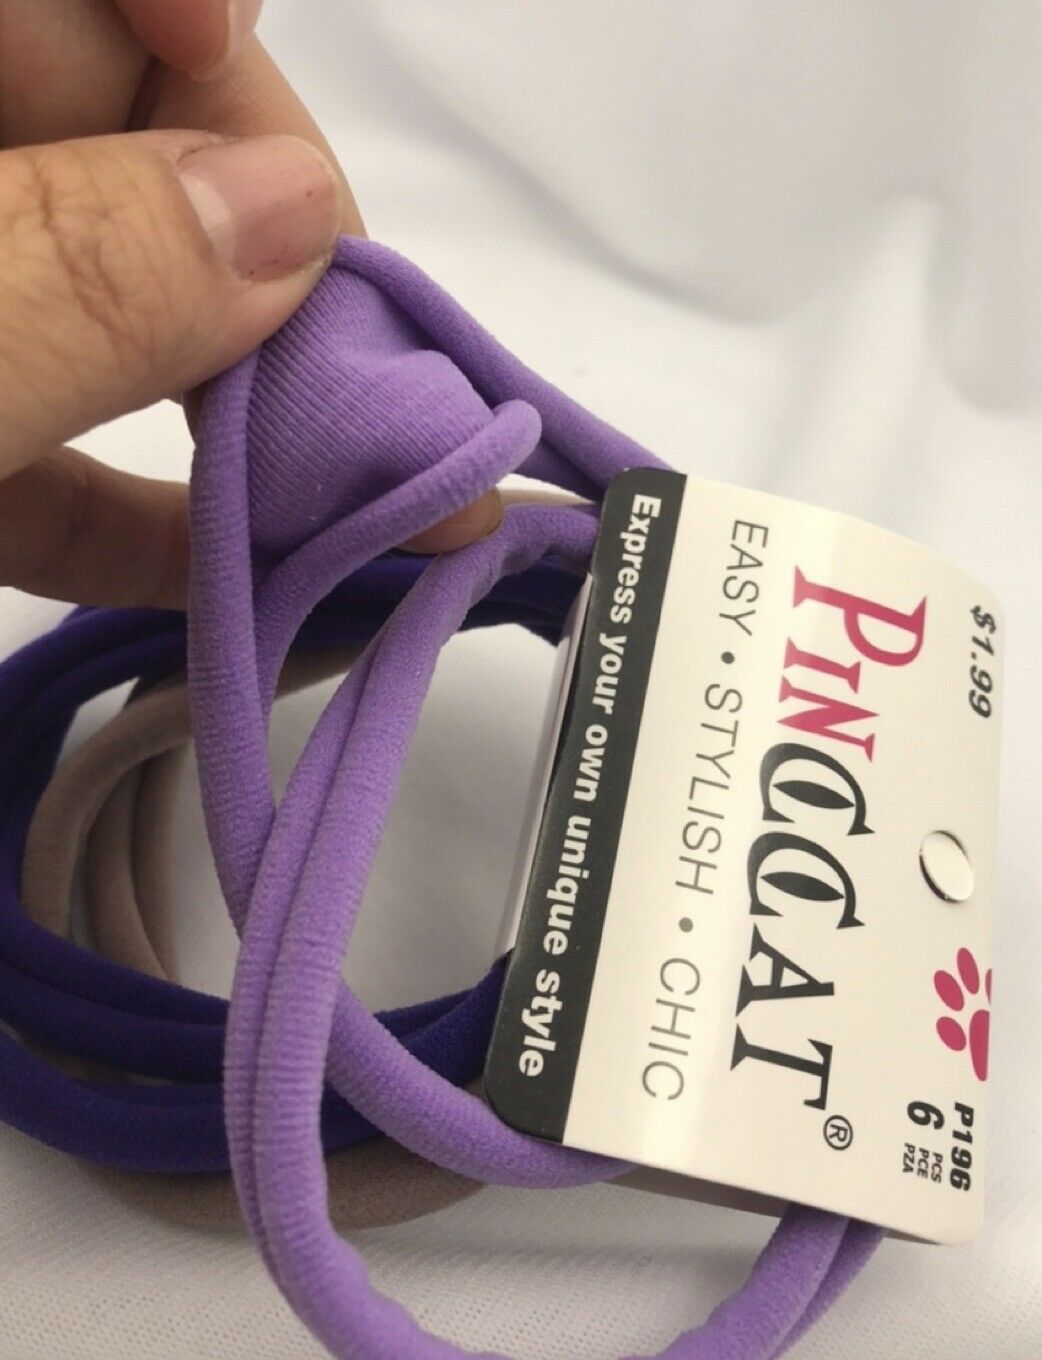 $1.99
PINCCAT®
EASY • STYLISH • CHIC
Express your own unique style
P196
6 PCS
PCE
PZA